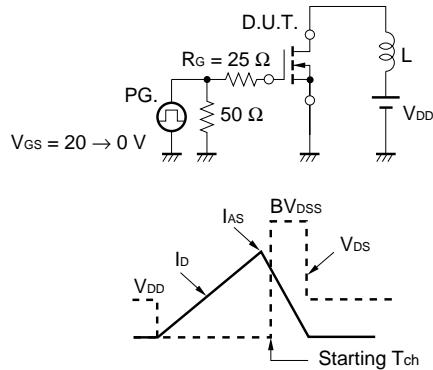 D.U.T.
RG = 25 Ω
L
PG.
50 Ω
VDD
VGS = 20 → 0 V
BVDSS
IAS
VDS
ID
VDD
Starting Tch